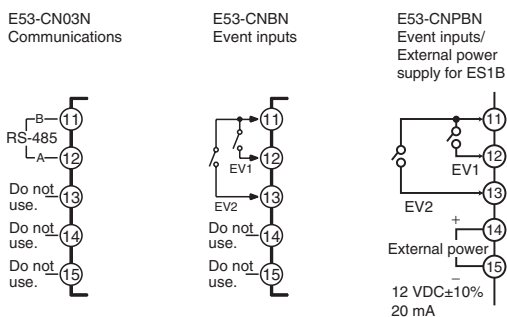 E53-CN03N
Communications
B
11
RS-485
A
12
Do not
use.
13
Do not
use.
14
Do not
use.
15
E53-CNBN
Event inputs
11
12
EV1
13
EV2
Do not
use.
14
Do not
use.
15
E53-CNPBN
Event inputs/
External power
supply for ES1B
11
12
EV1
13
EV2
+
14
External power
15
−
12 VDC±10%
20 mA